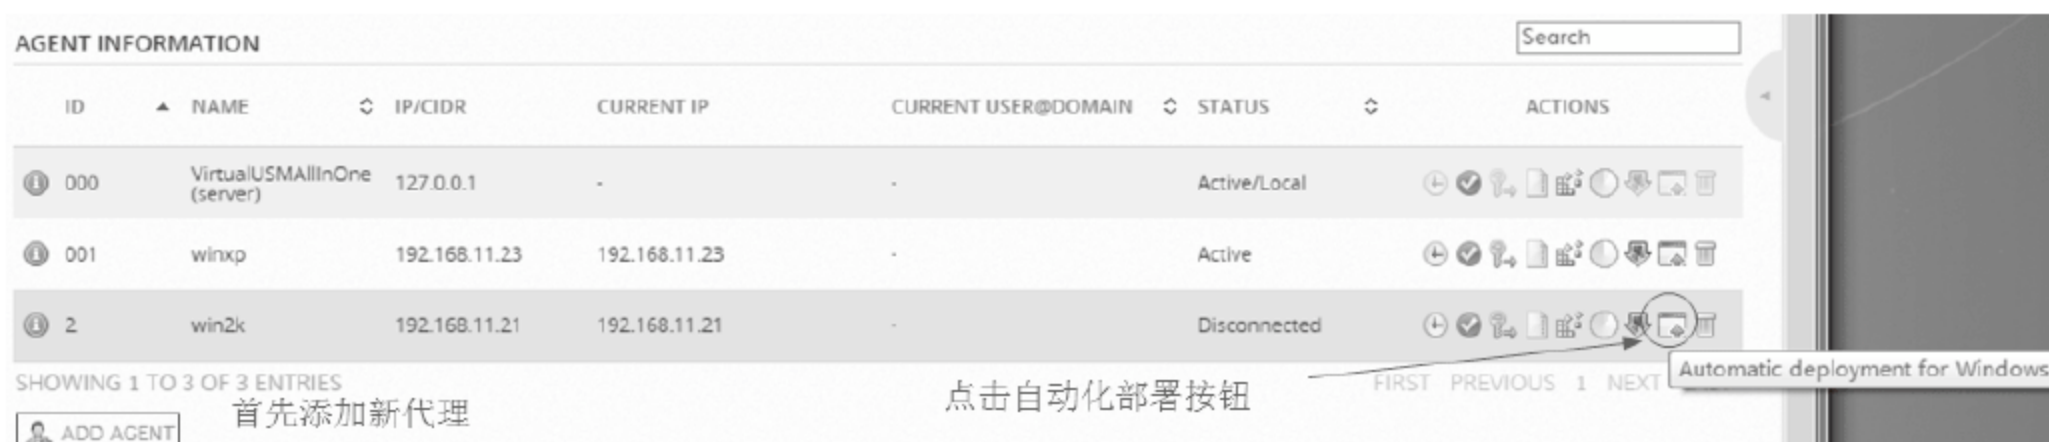 AGENT INFORMATION
Search
ID NAME IP/CIDR CURRENT IP CURRENT USER@DOMAIN STATUS ACTIONS
000 VirtualUSMAllInOne (server) 127.0.0.1 - - Active/Local
001 winxp 192.168.11.23 192.168.11.23 - Active
2 win2k 192.168.11.21 192.168.11.21 - Disconnected
Automatic deployment for Windows
SHOWING 1 TO 3 OF 3 ENTRIES
FIRST PREVIOUS 1 NEXT
首先添加新代理
点击自动化部署按钮
ADD AGENT